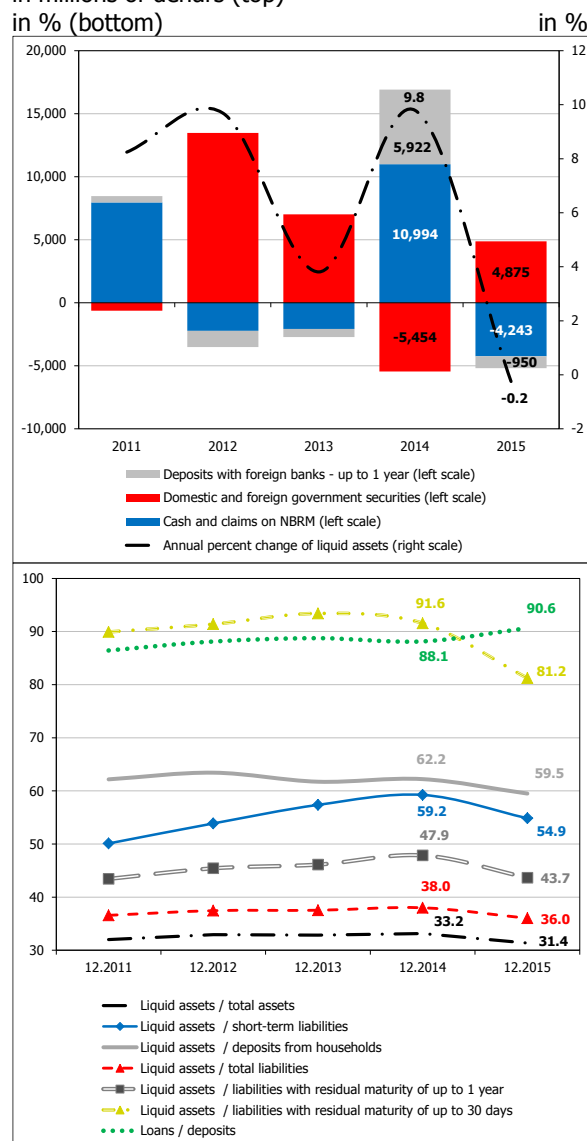 in % (bottom) in %
20,000 12
9.8
15,000 10
5,922
10,000 8
10,994
5,000 6
4,875
0 4
-4,243
-5,454 2
-5,000 -950 0
-0.2
-10,000 -2
2011 2012 2013 2014 2015
Deposits with foreign banks - up to 1 year (left scale)
Domestic and foreign government securities (left scale)
Cash and claims on NBRM (left scale)
Annual percent change of liquid assets (right scale)
100
91.6 90.6
90
88.1
81.2
80
70
62.2 59.5
60
59.2
54.9
50
47.9
43.7
40
38.0
33.2 36.0
31.4
30
12.2011 12.2012 12.2013 12.2014 12.2015
Liquid assets / total assets
Liquid assets / short-term liabilities
Liquid assets / deposits from households
Liquid assets / total liabilities
Liquid assets / liabilities with residual maturity of up to 1 year
Liquid assets / liabilities with residual maturity of up to 30 days
Loans / deposits